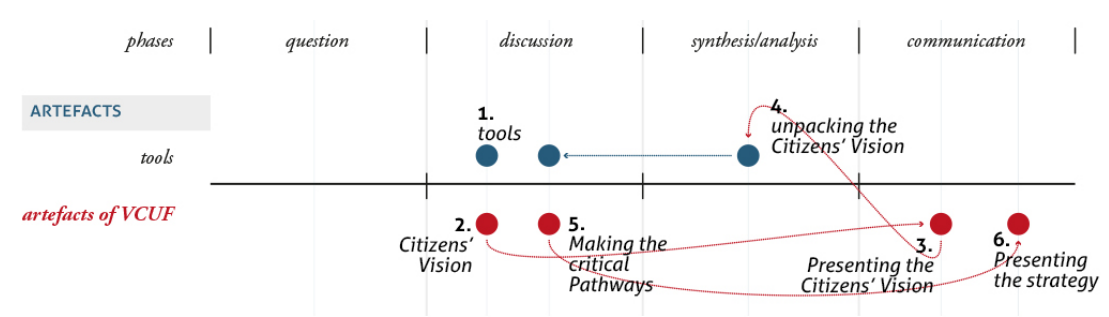 phases
question
discussion
synthesis/analysis
communication
ARTEFACTS
tools
1.
tools
4.
unpacking the
Citizens' Vision
artefacts of VCUF
2.
Citizens'
Vision
5.
Making the
critical
Pathways
3.
Presenting the
Citizens' Vision
6.
Presenting
the strategy